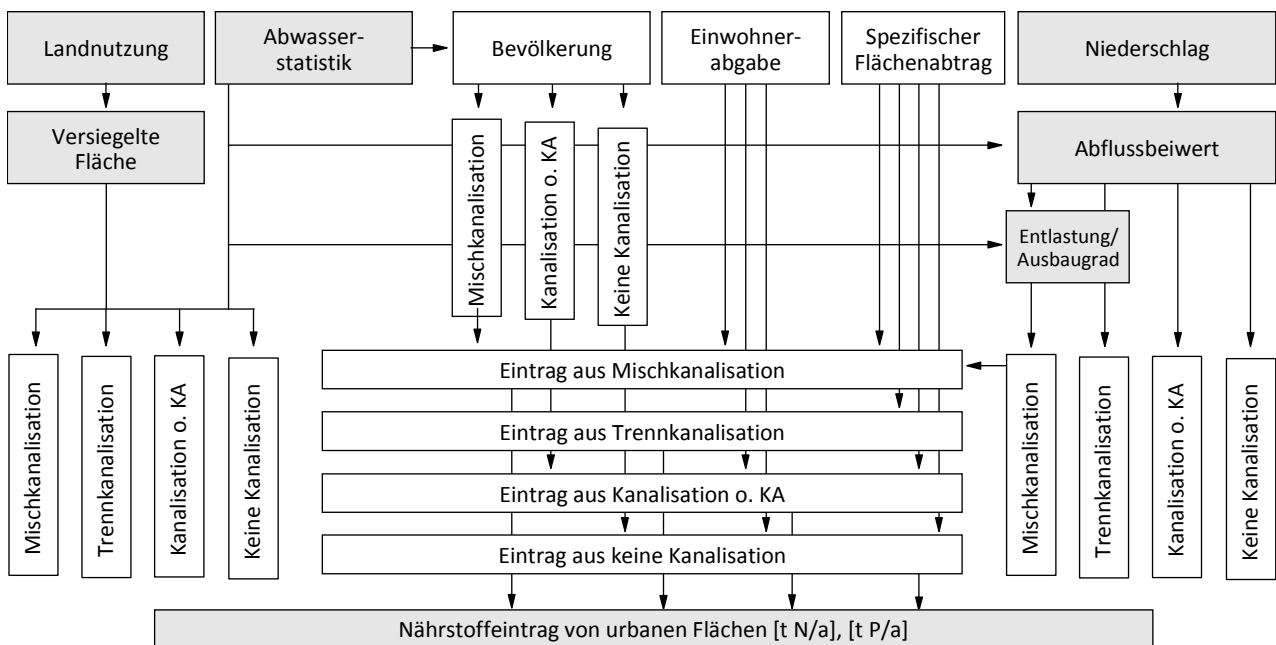 Landnutzung
Abwasser-
statistik
Bevölkerung
Einwohner-
abgabe
Spezifischer
Flächenabtrag
Niederschlag
Versiegelte
Fläche
Mischkanalisation
Kanalisation o. KA
Keine Kanalisation
Abflussbeiwert
Entlastung/
Ausbaugrad
Mischkanalisation
Trennkanalisation
Kanalisation o. KA
Keine Kanalisation
Eintrag aus Mischkanalisation
Eintrag aus Trennkanalisation
Eintrag aus Kanalisation o. KA
Eintrag aus keine Kanalisation
Mischkanalisation
Trennkanalisation
Kanalisation o. KA
Keine Kanalisation
Nährstoffeintrag von urbanen Flächen [t N/a], [t P/a]